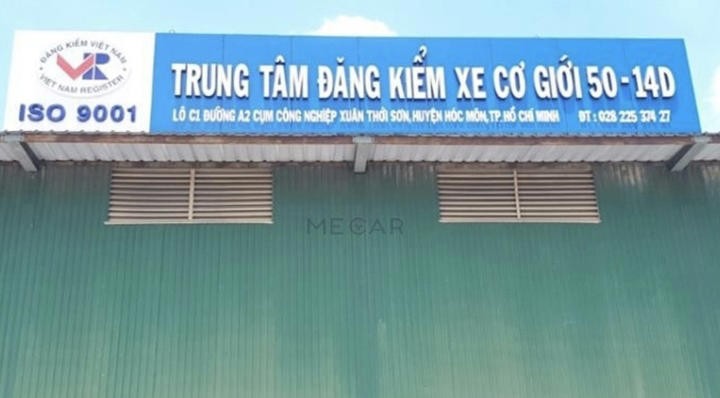 ĐĂNG KIỂM VIỆT NAM
VR
VIET NAM REGISTER
ISO 9001
TRUNG TÂM ĐĂNG KIỂM XE CƠ GIỚI 50-14D
LÔ C1 ĐƯỜNG A2 CỤM CÔNG NGHIỆP XUÂN THỚI SƠN, HUYỆN HÓC MÔN, TP. HỒ CHÍ MINH ĐT : 028 225 374 27
MECAR